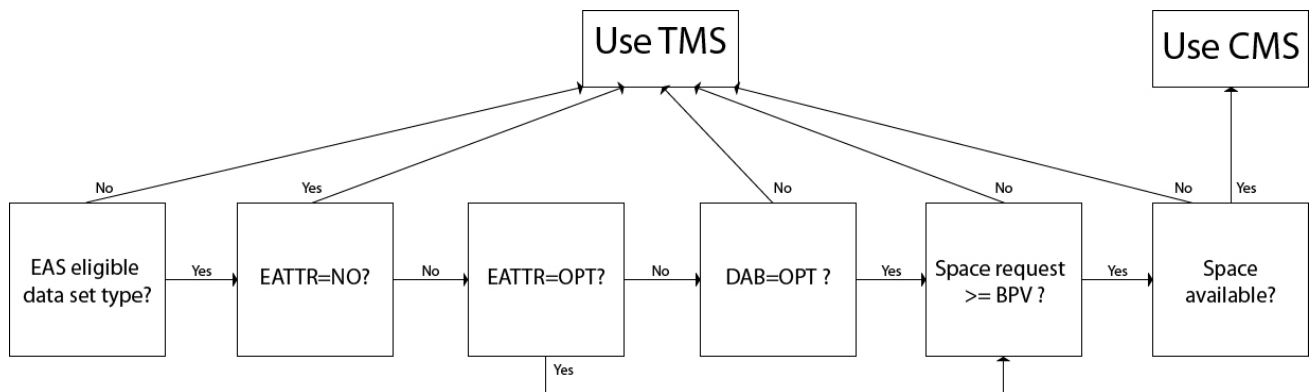 Use TMS
Use CMS
No
Yes
No
No
No
Yes
EAS eligible
data set type?
Yes
EATTR=NO?
No
EATTR=OPT?
No
DAB=OPT ?
Yes
Space request
>= BPV ?
Yes
Space
available?
Yes